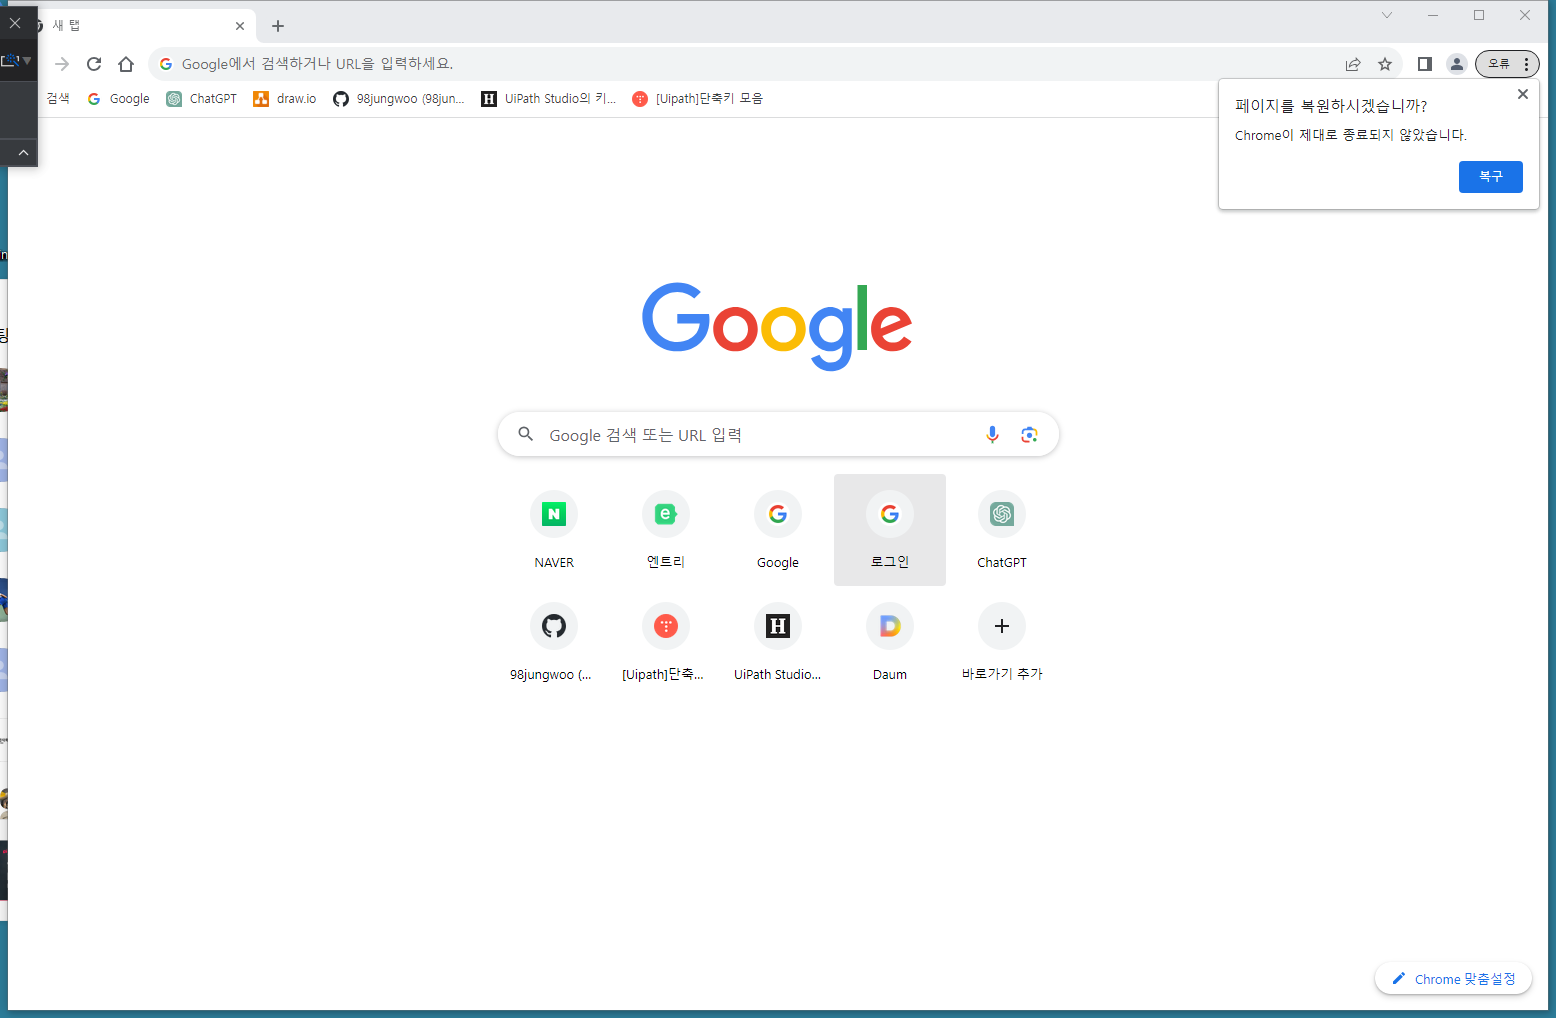 새 탭
Google에서 검색하거나 URL을 입력하세요.
오류
검색
Google
ChatGPT
draw.io
98jungwoo (98jun...
UiPath Studio의 키...
[Uipath]단축키 모음
페이지를 복원하시겠습니까?
Chrome이 제대로 종료되지 않았습니다.
복구
Google
Google 검색 또는 URL 입력
NAVER
엔트리
Google
로그인
ChatGPT
98jungwoo (...
[Uipath]단축...
UiPath Studio...
Daum
바로가기 추가
Chrome 맞춤설정